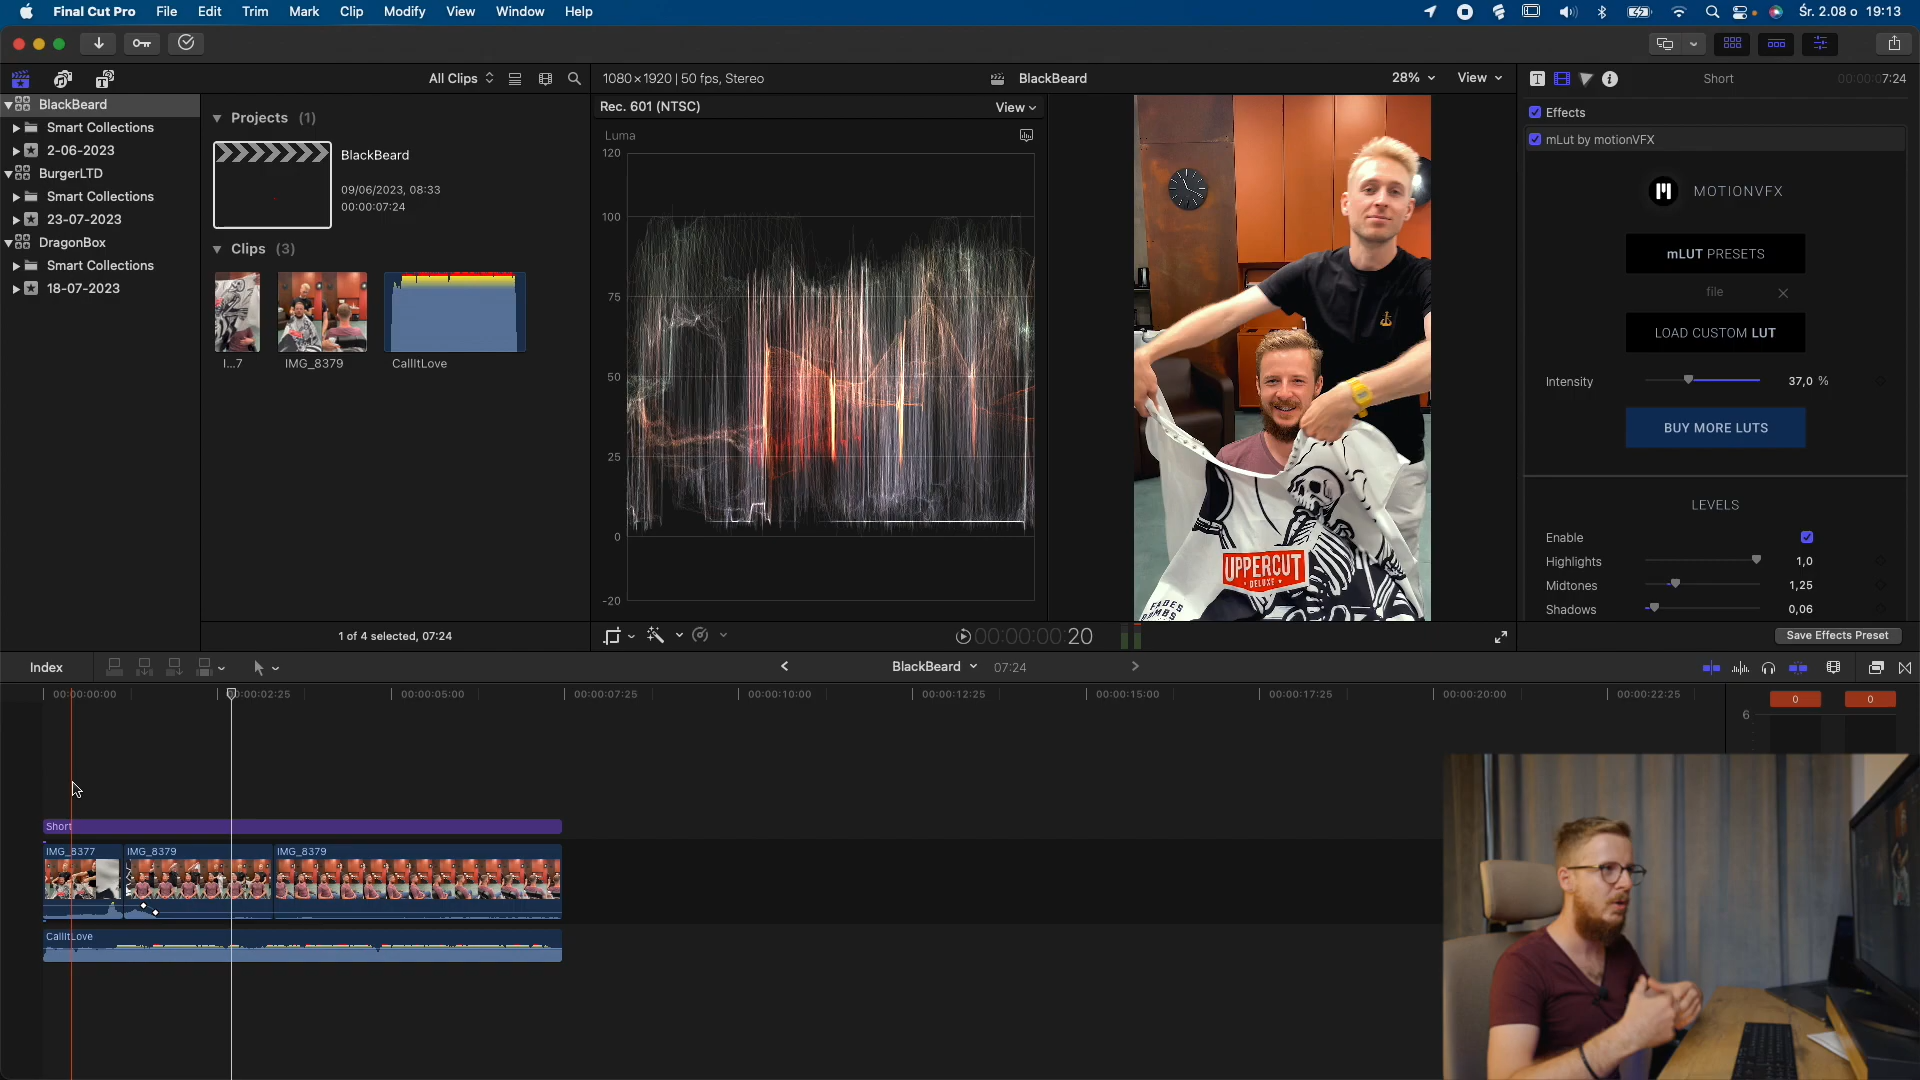 Final Cut Pro File Edit Trim Mark Clip Modify View Window Help
Śr. 2.08 o 19:13
All Clips
1080 × 1920 | 50 fps, Stereo
BlackBeard
28%
View
Short
00:00:07:24
BlackBeard
Smart Collections
2-06-2023
BurgerLTD
Smart Collections
23-07-2023
DragonBox
Smart Collections
18-07-2023
Projects (1)
BlackBeard
09/06/2023, 08:33
00:00:07:24
Clips (3)
I...7
IMG_8379
CallItLove
1 of 4 selected, 07:24
Rec. 601 (NTSC)
View
Luma
120
100
75
50
25
0
-20
UPPERCUT
DELUXE
FADES
BOMBS
00:00:00:20
Effects
mLut by motionVFX
MOTIONVFX
mLUT PRESETS
file
LOAD CUSTOM LUT
Intensity 37,0 %
BUY MORE LUTS
LEVELS
Enable
Highlights 1,0
Midtones 1,25
Shadows 0,06
Save Effects Preset
Index
BlackBeard 07:24
00:00:00:00
00:00:02:25
00:00:05:00
00:00:07:25
00:00:10:00
00:00:12:25
00:00:15:00
00:00:17:25
00:00:20:00
00:00:22:25
0 0
6
Short
IMG_8377
IMG_8379
IMG_8379
CallItLove